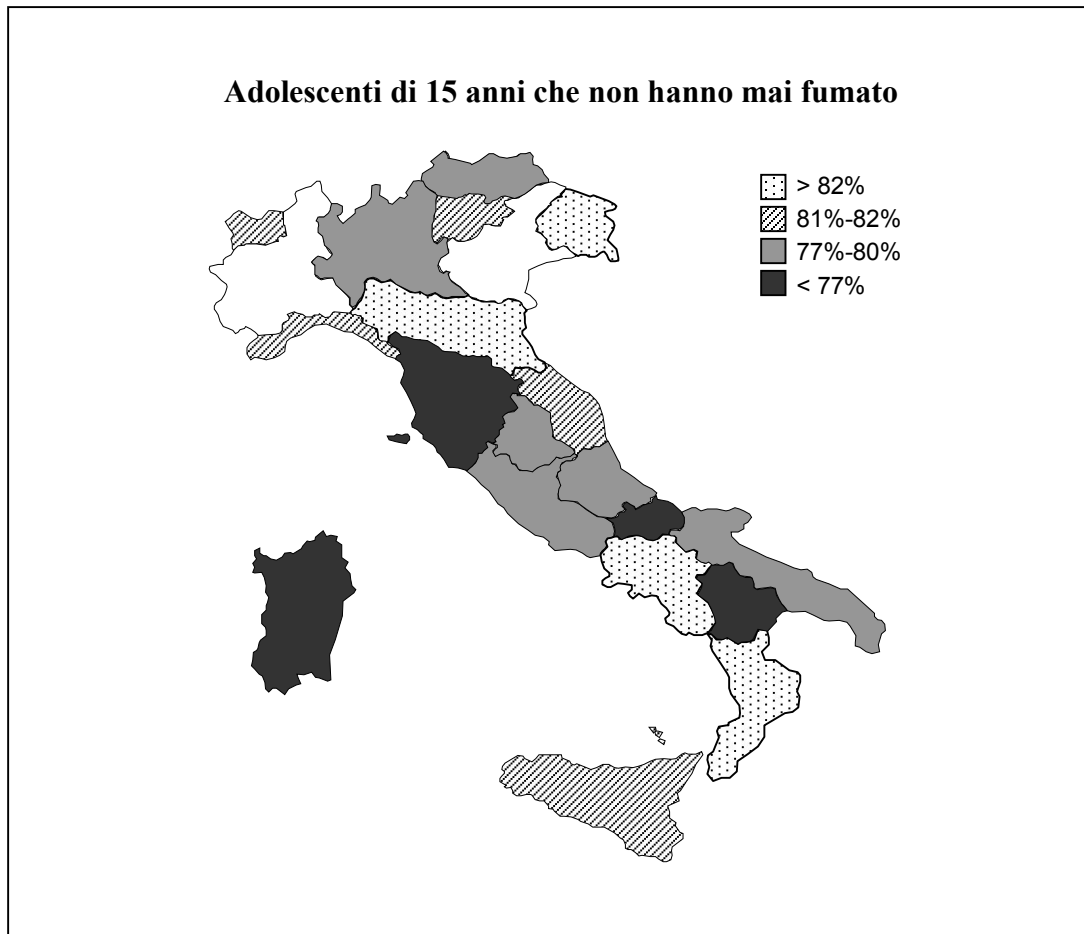 Adolescenti di 15 anni che non hanno mai fumato
> 82%
81%-82%
77%-80%
< 77%